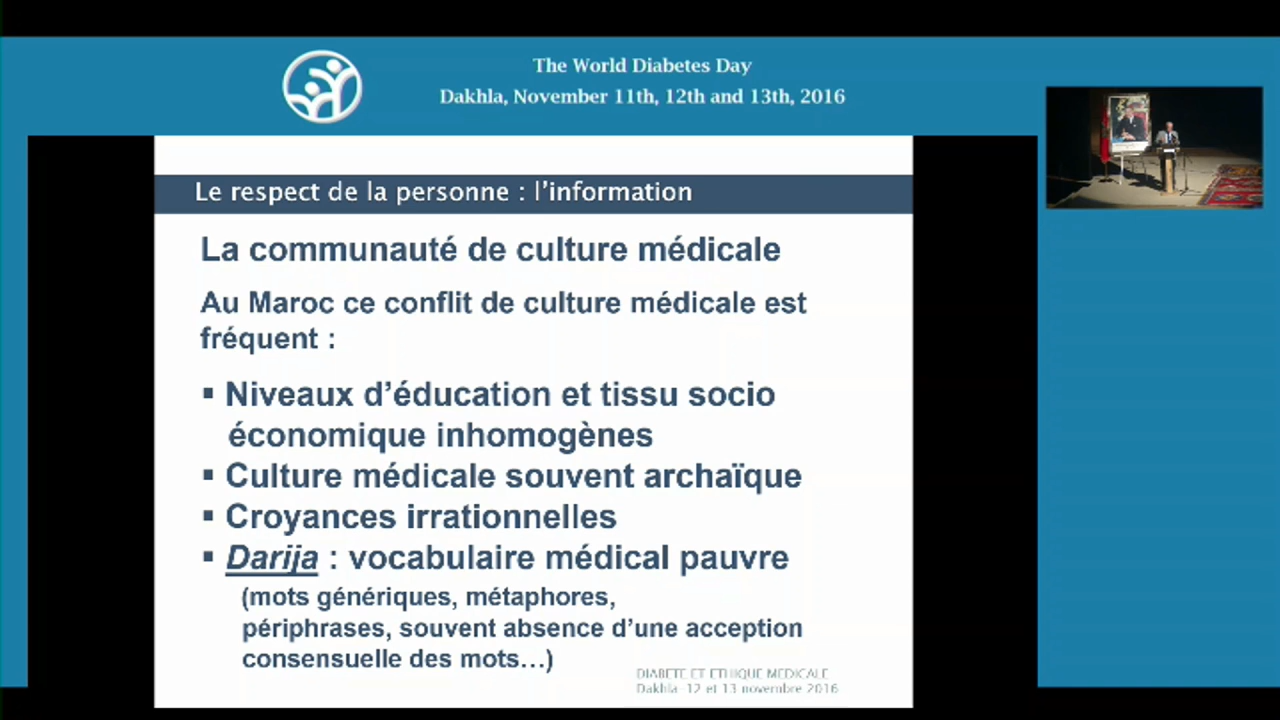 The World Diabetes Day
Dakhla, November 11th, 12th and 13th, 2016
Le respect de la personne : l'information
La communauté de culture médicale
Au Maroc ce conflit de culture médicale est
fréquent :
▪ Niveaux d'éducation et tissu socio
économique inhomogènes
▪ Culture médicale souvent archaïque
▪ Croyances irrationnelles
▪ Darija : vocabulaire médical pauvre
(mots génériques, métaphores,
périphrases, souvent absence d'une acception
consensuelle des mots…)
DIABETE ET ETHIQUE MEDICALE
Dakhla-12 et 13 novembre 2016